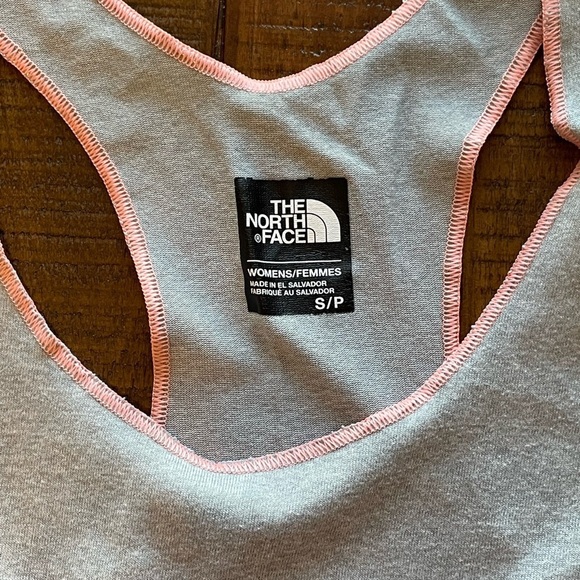 THE
NORTH
®FACE
WOMENS/FEMMES
MADE IN EL SALVADOR
FABRIQUÉ AU SALVADOR
S/P